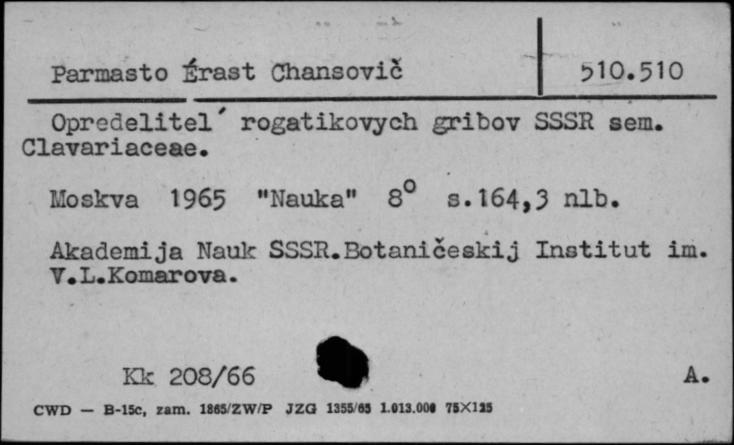 Parmasto Érast Chansovič 510.510
Opredelitel´ rogatikovych gribov SSSR sem.
Clavariaceae.
Moskva 1965 "Nauka" 8° s.164,3 nlb.
Akademija Nauk SSSR.Botaničeskij Institut im.
V.L.Komarova.
Kk 208/66 A.
CWD — B-15c, zam. 1865/ZW/P JZG 1355/65 1.013.000 75X125